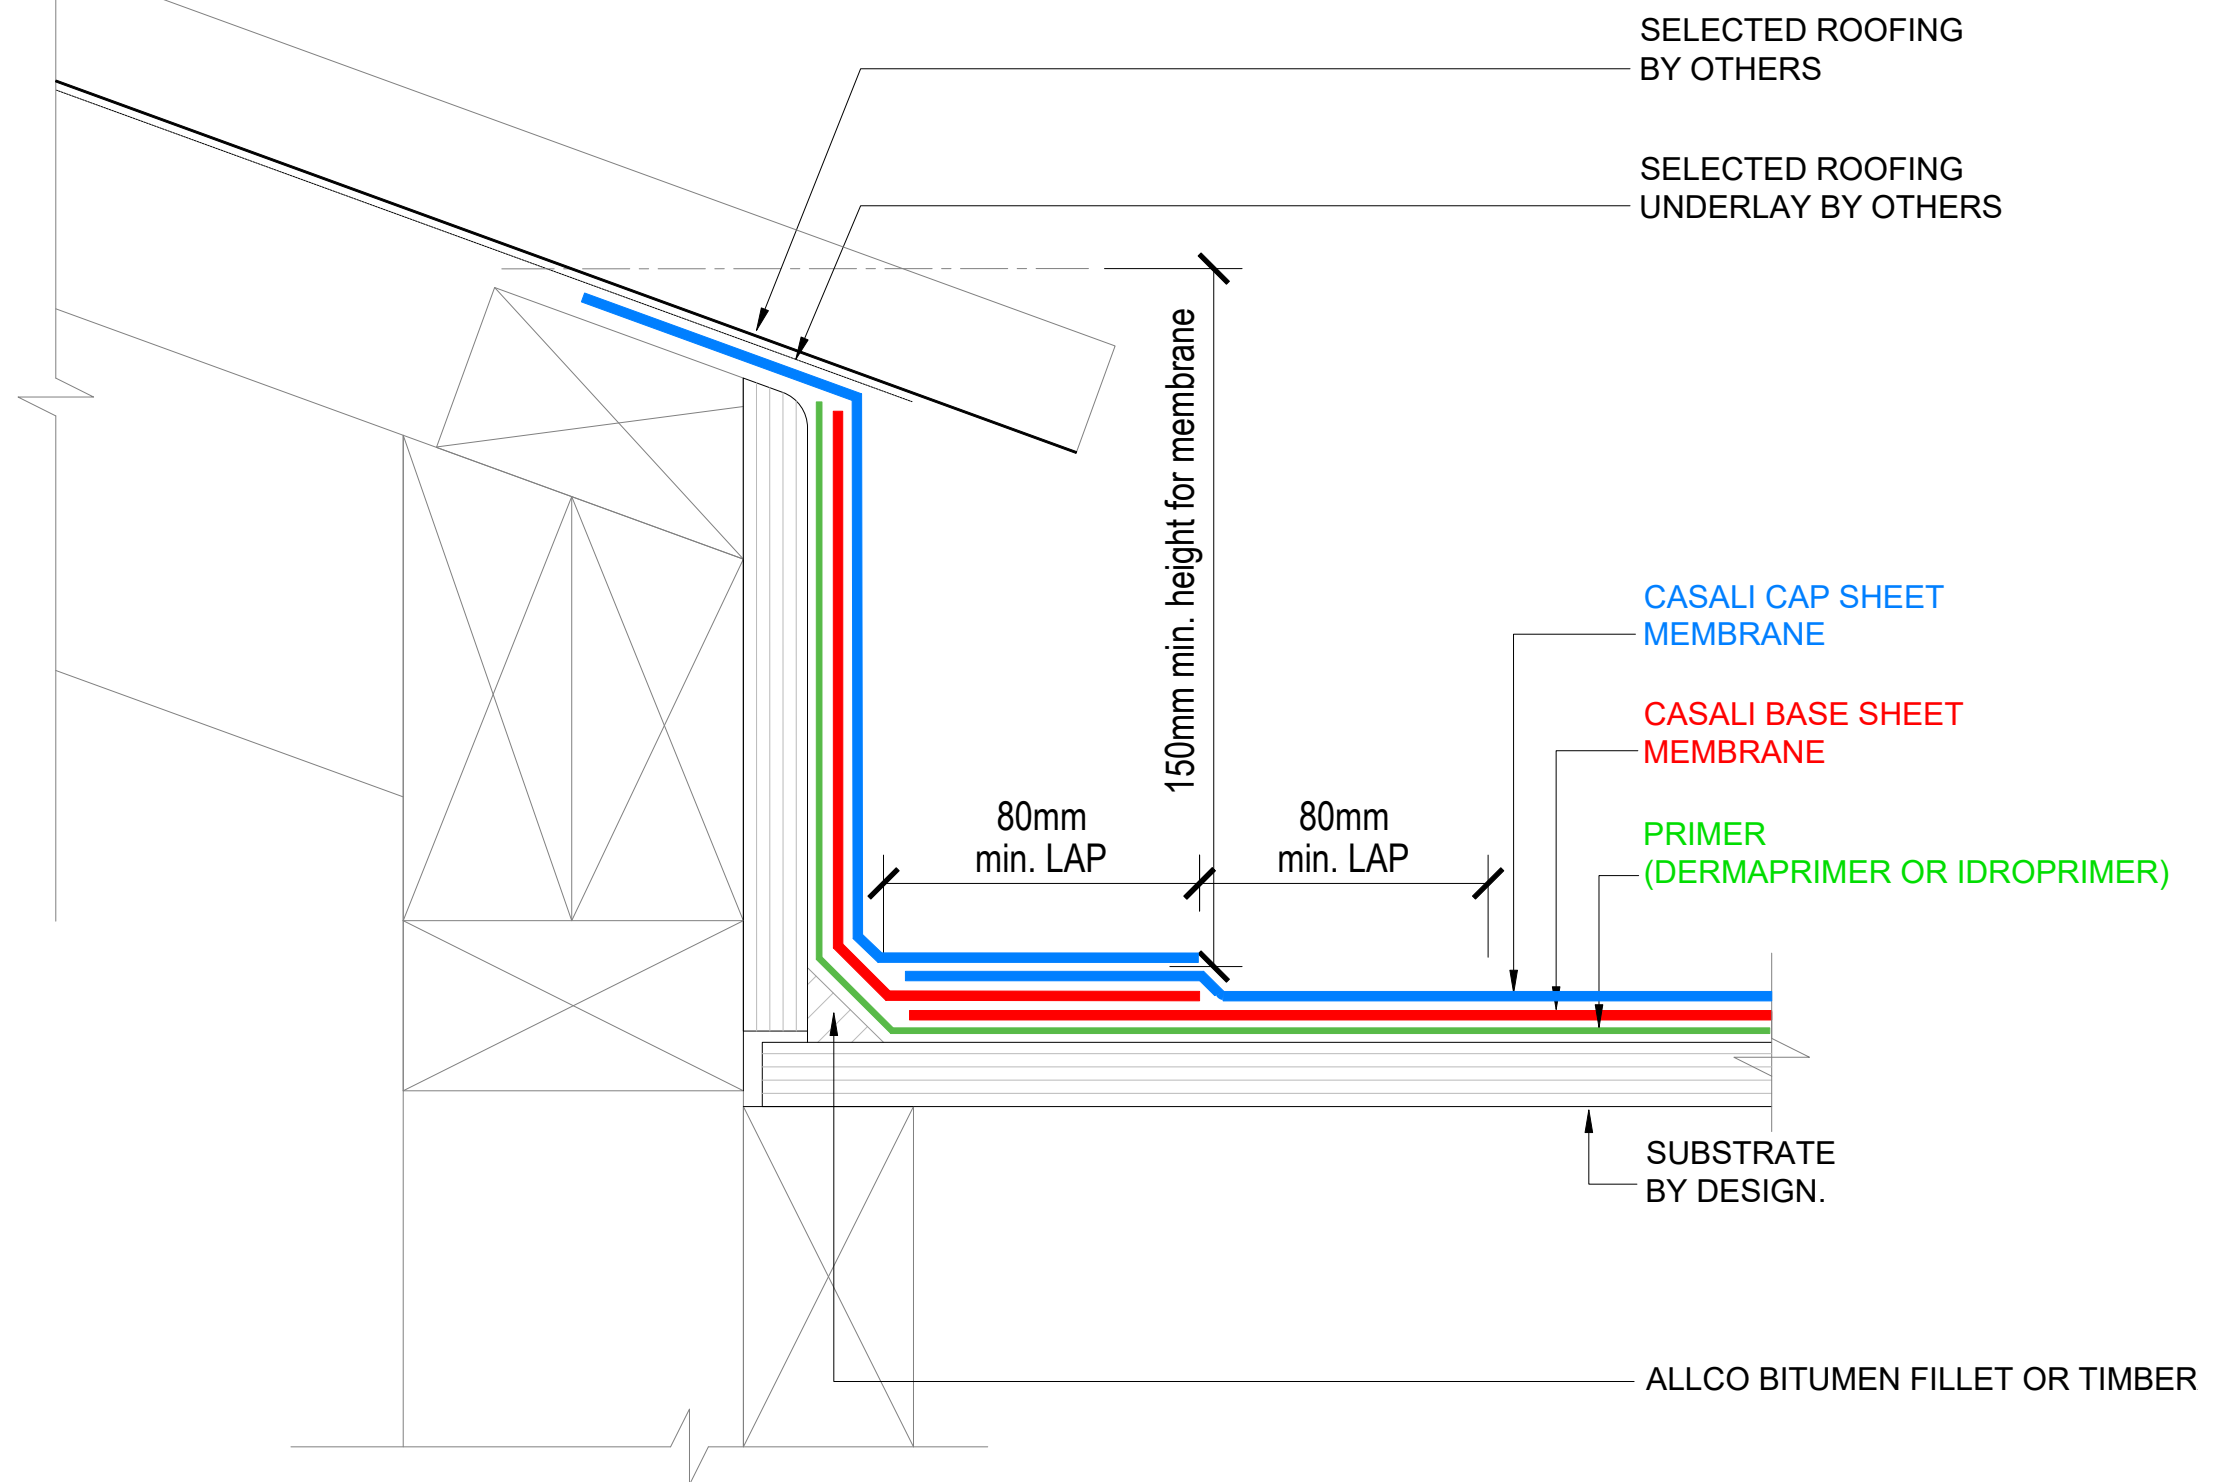 SELECTED ROOFING
BY OTHERS
SELECTED ROOFING
UNDERLAY BY OTHERS
150mm min. height for membrane
CASALI CAP SHEET
MEMBRANE
CASALI BASE SHEET
MEMBRANE
80mm
min. LAP
80mm
min. LAP
PRIMER
(DERMAPRIMER OR IDROPRIMER)
SUBSTRATE
BY DESIGN.
ALLCO BITUMEN FILLET OR TIMBER